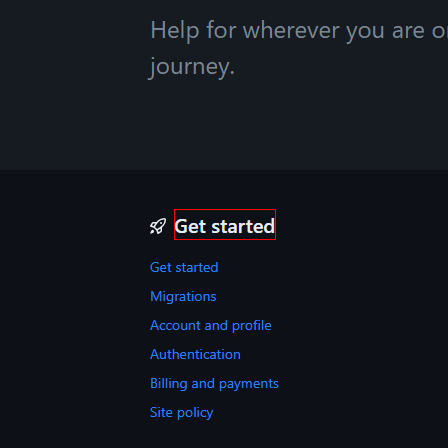 Help for wherever you are
journey.
Get started
Get started
Migrations
Account and profile
Authentication
Billing and payments
Site policy